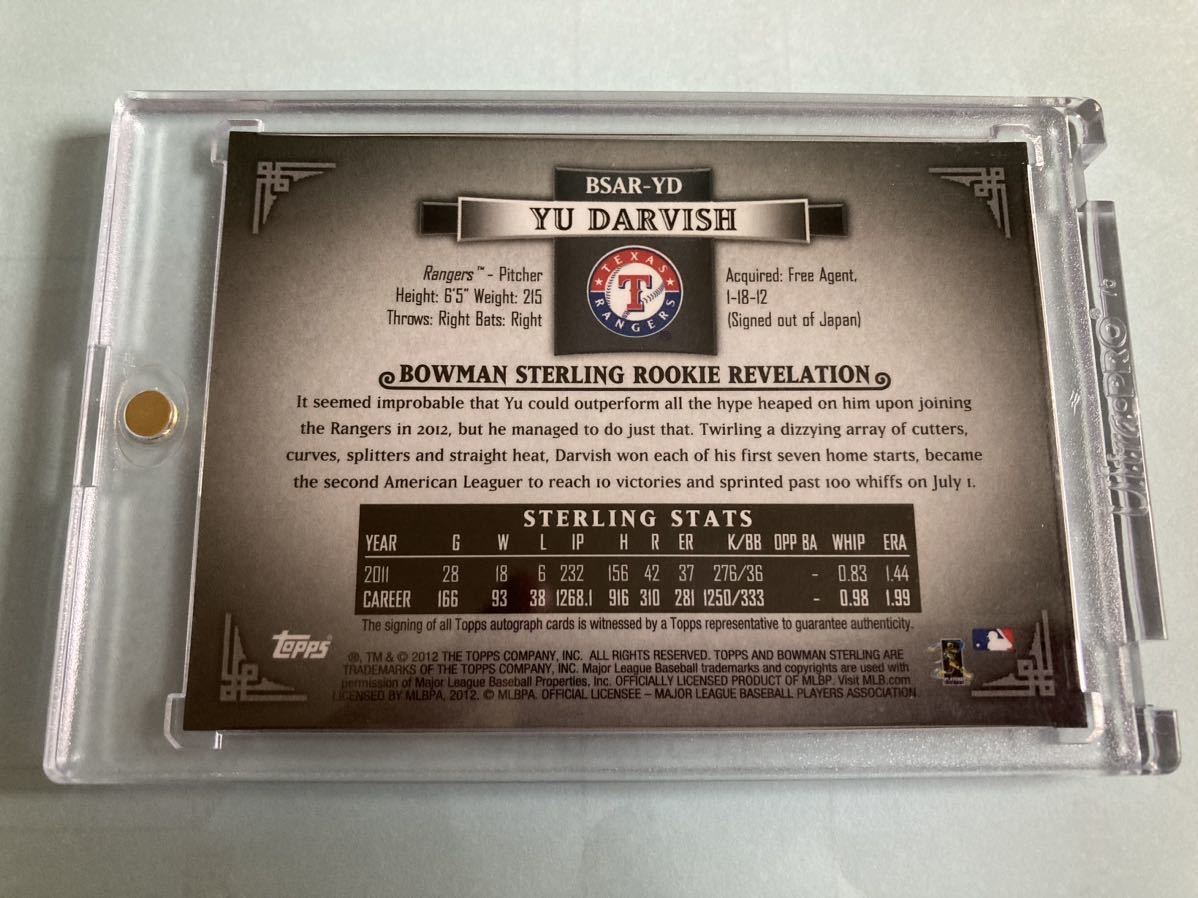 BSAR-YD
YU DARVISH
Rangers™ - Pitcher
Height: 6'5" Weight: 215
Throws: Right Bats: Right
TEXAS
T
RANGERS
Acquired: Free Agent,
1-18-12
(Signed out of Japan)
BOWMAN STERLING ROOKIE REVELATION
It seemed improbable that Yu could outperform all the hype heaped on him upon joining
the Rangers in 2012, but he managed to do just that. Twirling a dizzying array of cutters,
curves, splitters and straight heat, Darvish won each of his first seven home starts, became
the second American Leaguer to reach 10 victories and sprinted past 100 whiffs on July 1.
STERLING STATS
YEAR G W L IP H R ER K/BB OPP BA WHIP ERA
2011 28 18 6 232 156 42 37 276/36 - 0.83 1.44
CAREER 166 93 38 1268.1 916 310 281 1250/333 - 0.98 1.99
The signing of all Topps autograph cards is witnessed by a Topps representative to guarantee authenticity.
Topps®
®, TM & © 2012 THE TOPPS COMPANY, INC. ALL RIGHTS RESERVED. TOPPS AND BOWMAN STERLING ARE
TRADEMARKS OF THE TOPPS COMPANY, INC. Major League Baseball trademarks and copyrights are used with
permission of Major League Baseball Properties, Inc. OFFICIALLY LICENSED PRODUCT OF MLBP. Visit MLB.com
LICENSED BY MLBPA, 2012. © MLBPA. OFFICIAL LICENSEE – MAJOR LEAGUE BASEBALL PLAYERS ASSOCIATION.
Ultra•PRO®